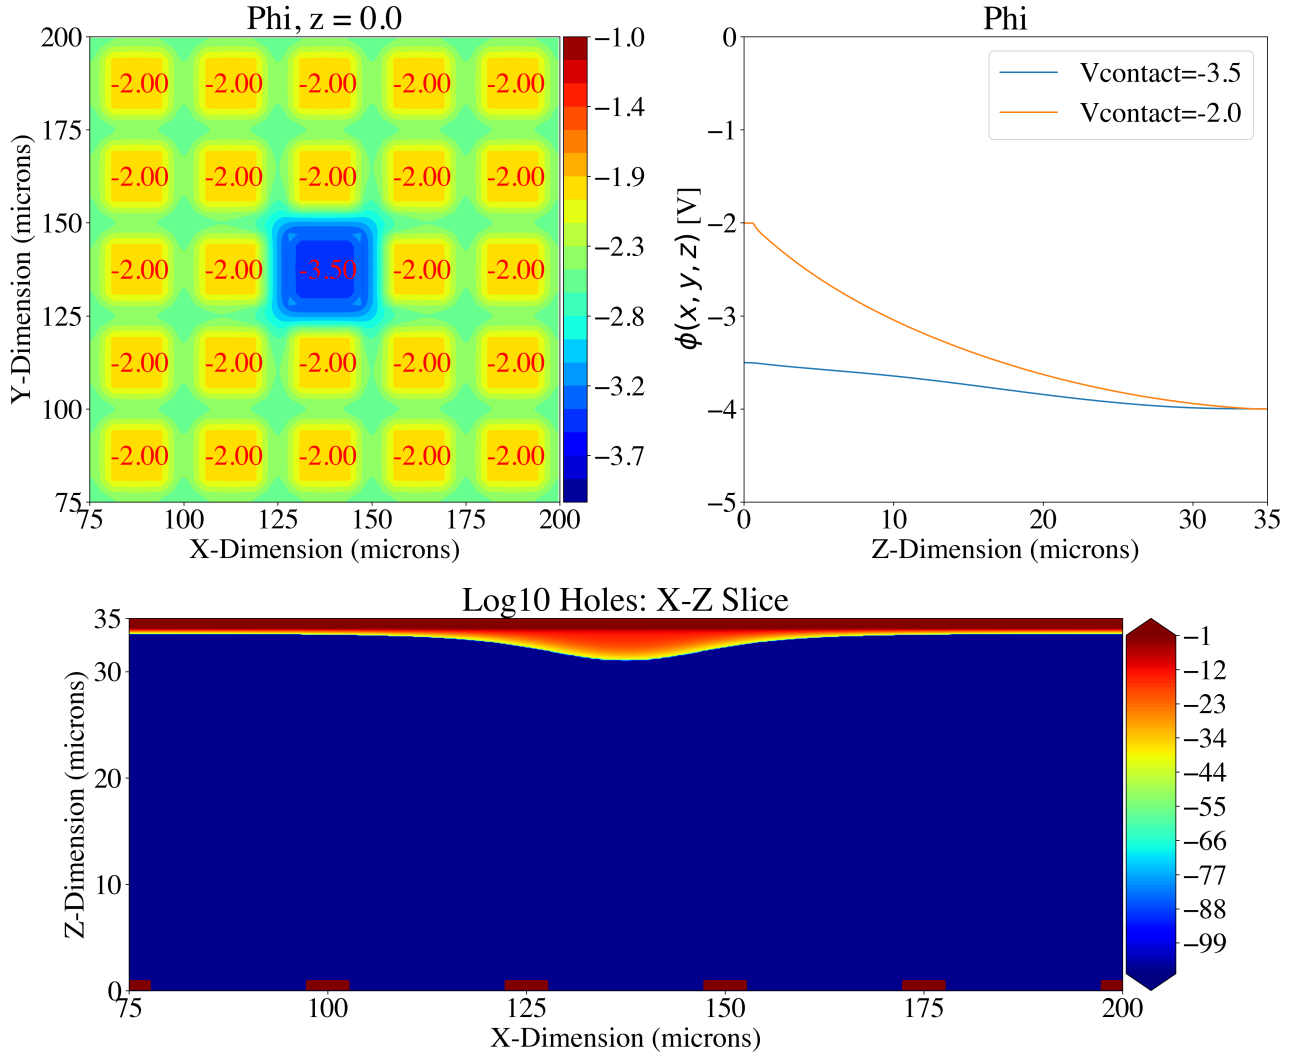 Phi, z = 0.0
200
175
150
125
100
75
Y-Dimension (microns)
-2.00 -2.00 -2.00 -2.00 -2.00
-2.00 -2.00 -2.00 -2.00 -2.00
-2.00 -2.00 -3.50 -2.00 -2.00
-2.00 -2.00 -2.00 -2.00 -2.00
-2.00 -2.00 -2.00 -2.00 -2.00
75 100 125 150 175 200
X-Dimension (microns)
−1.0
−1.4
−1.9
−2.3
−2.8
−3.2
−3.7
Phi
0
−1
−2
−3
−4
−5
ϕ(x, y, z) [V]
Vcontact=-3.5
Vcontact=-2.0
0 10 20 30 35
Z-Dimension (microns)
Log10 Holes: X-Z Slice
35
30
20
10
0
Z-Dimension (microns)
75 100 125 150 175 200
X-Dimension (microns)
−1
−12
−23
−34
−44
−55
−66
−77
−88
−99